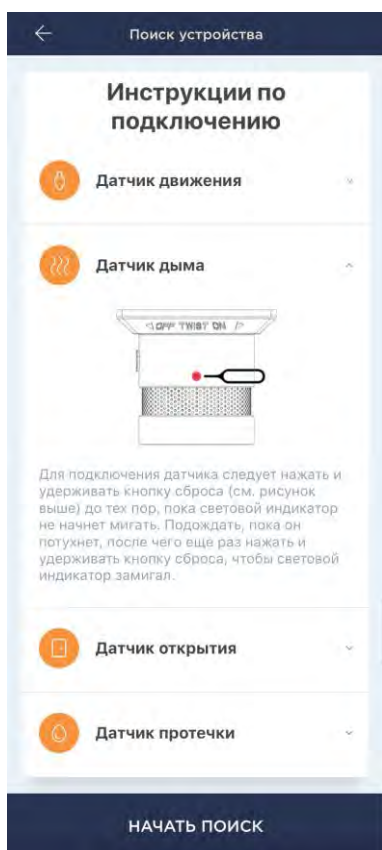 Поиск устройства
Инструкции по
подключению
Датчик движения
Датчик дыма
OFF TWIST ON
Для подключения датчика следует нажать и
удерживать кнопку сброса (см. рисунок
выше) до тех пор, пока световой индикатор
не начнет мигать. Подождать, пока он
потухнет, после чего еще раз нажать и
удерживать кнопку сброса, чтобы световой
индикатор замигал.
Датчик открытия
Датчик протечки
НАЧАТЬ ПОИСК